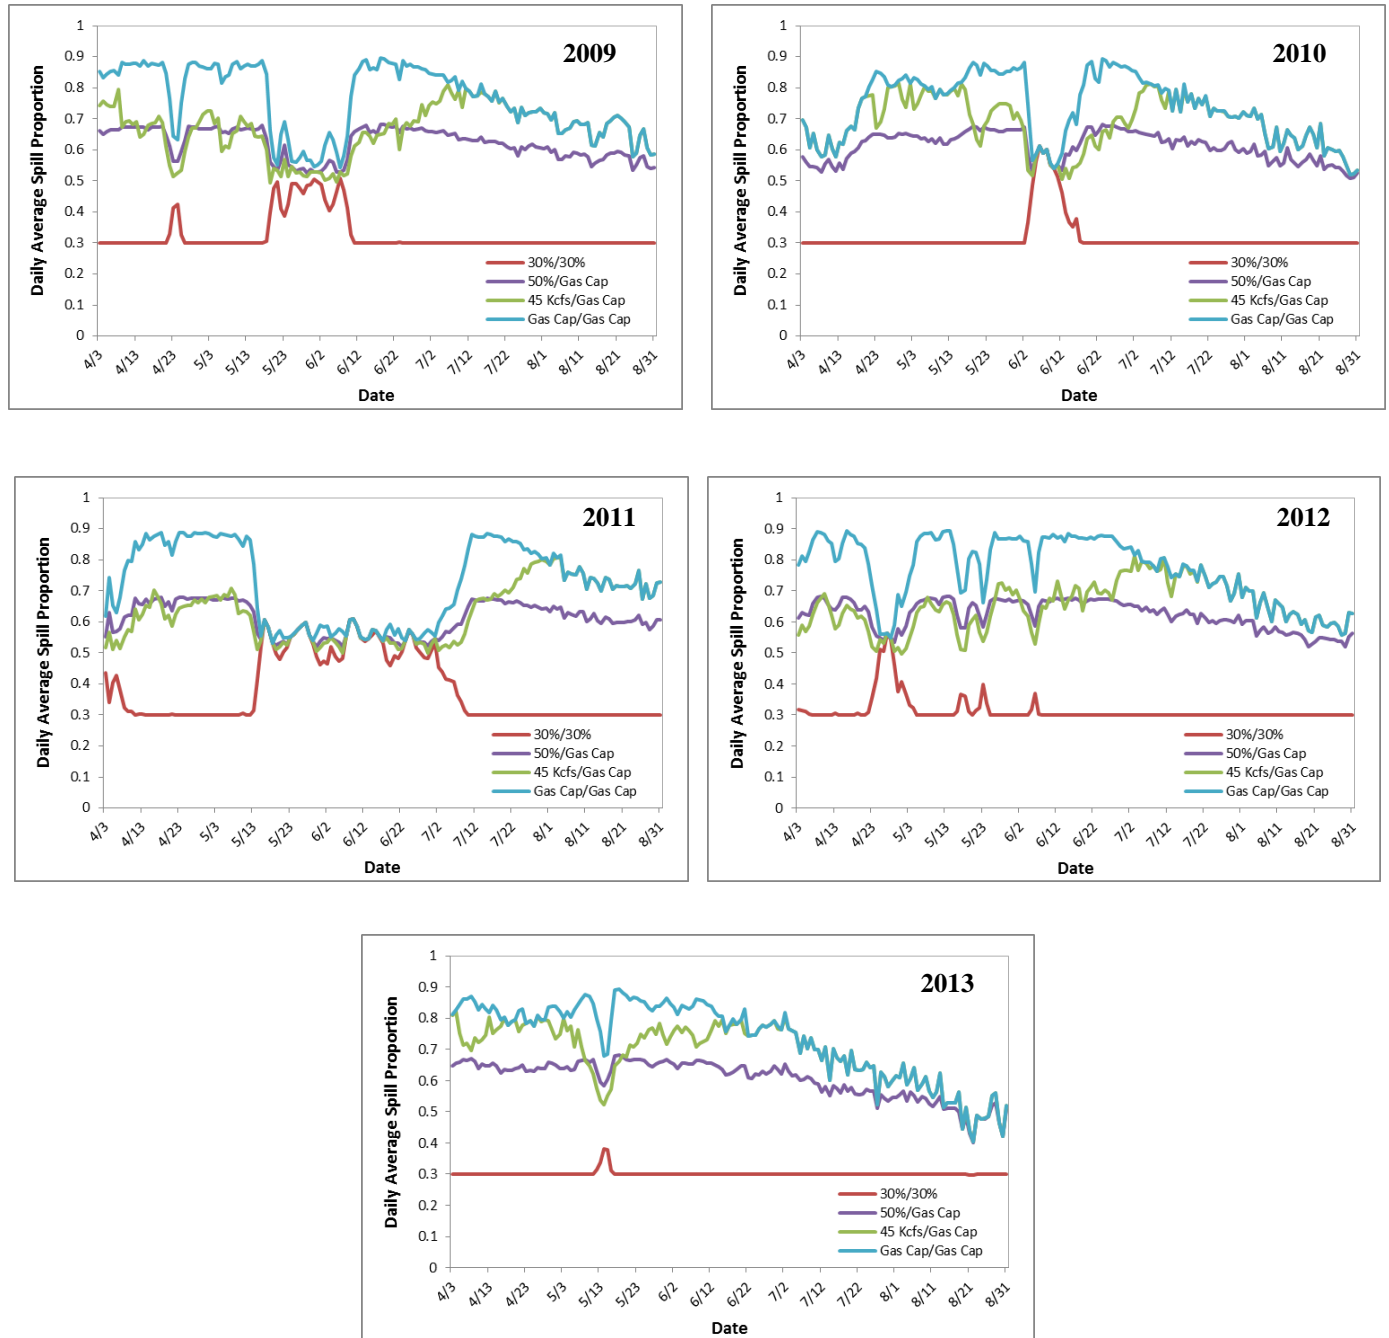 2009
Daily Average Spill Proportion
1
0.9
0.8
0.7
0.6
0.5
0.4
0.3
0.2
0.1
0
30%/30%
50%/Gas Cap
45 Kcfs/Gas Cap
Gas Cap/Gas Cap
4/3 4/13 4/23 5/3 5/13 5/23 6/2 6/12 6/22 7/2 7/12 7/22 8/1 8/11 8/21 8/31
Date
2010
Daily Average Spill Proportion
1
0.9
0.8
0.7
0.6
0.5
0.4
0.3
0.2
0.1
0
30%/30%
50%/Gas Cap
45 Kcfs/Gas Cap
Gas Cap/Gas Cap
4/3 4/13 4/23 5/3 5/13 5/23 6/2 6/12 6/22 7/2 7/12 7/22 8/1 8/11 8/21 8/31
Date
2011
Daily Average Spill Proportion
1
0.9
0.8
0.7
0.6
0.5
0.4
0.3
0.2
0.1
0
30%/30%
50%/Gas Cap
45 Kcfs/Gas Cap
Gas Cap/Gas Cap
4/3 4/13 4/23 5/3 5/13 5/23 6/2 6/12 6/22 7/2 7/12 7/22 8/1 8/11 8/21 8/31
Date
2012
Daily Average Spill Proportion
1
0.9
0.8
0.7
0.6
0.5
0.4
0.3
0.2
0.1
0
30%/30%
50%/Gas Cap
45 Kcfs/Gas Cap
Gas Cap/Gas Cap
4/3 4/13 4/23 5/3 5/13 5/23 6/2 6/12 6/22 7/2 7/12 7/22 8/1 8/11 8/21 8/31
Date
2013
Daily Average Spill Proportion
1
0.9
0.8
0.7
0.6
0.5
0.4
0.3
0.2
0.1
0
30%/30%
50%/Gas Cap
45 Kcfs/Gas Cap
Gas Cap/Gas Cap
4/3 4/13 4/23 5/3 5/13 5/23 6/2 6/12 6/22 7/2 7/12 7/22 8/1 8/11 8/21 8/31
Date